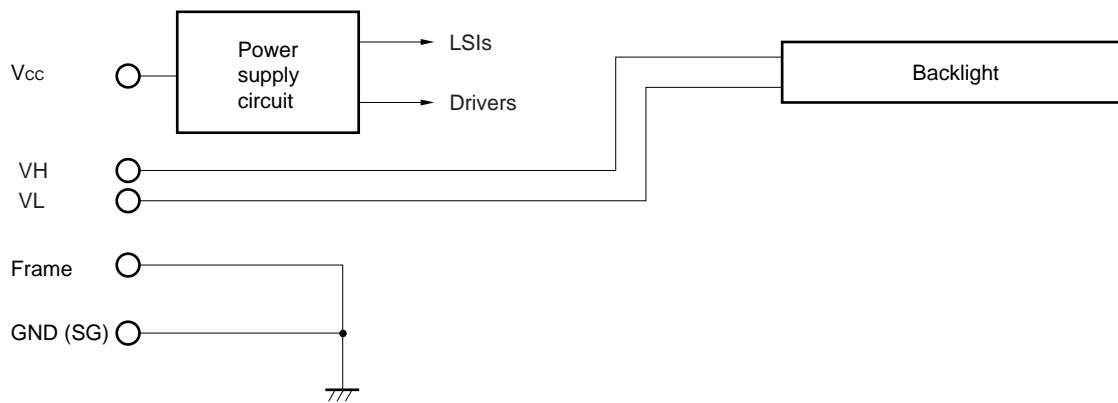 Power
supply
circuit
LSIs
Drivers
Backlight
VCC
VH
VL
Frame
GND (SG)